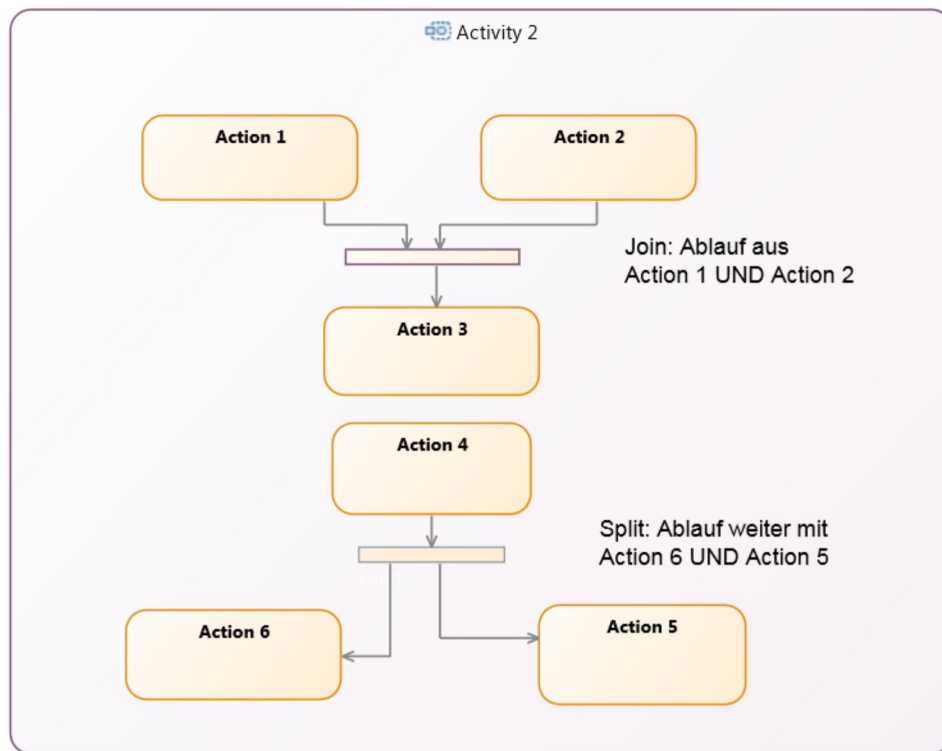 Activity 2
Action 1
Action 2
Join: Ablauf aus
Action 1 UND Action 2
Action 3
Action 4
Split: Ablauf weiter mit
Action 6 UND Action 5
Action 6
Action 5